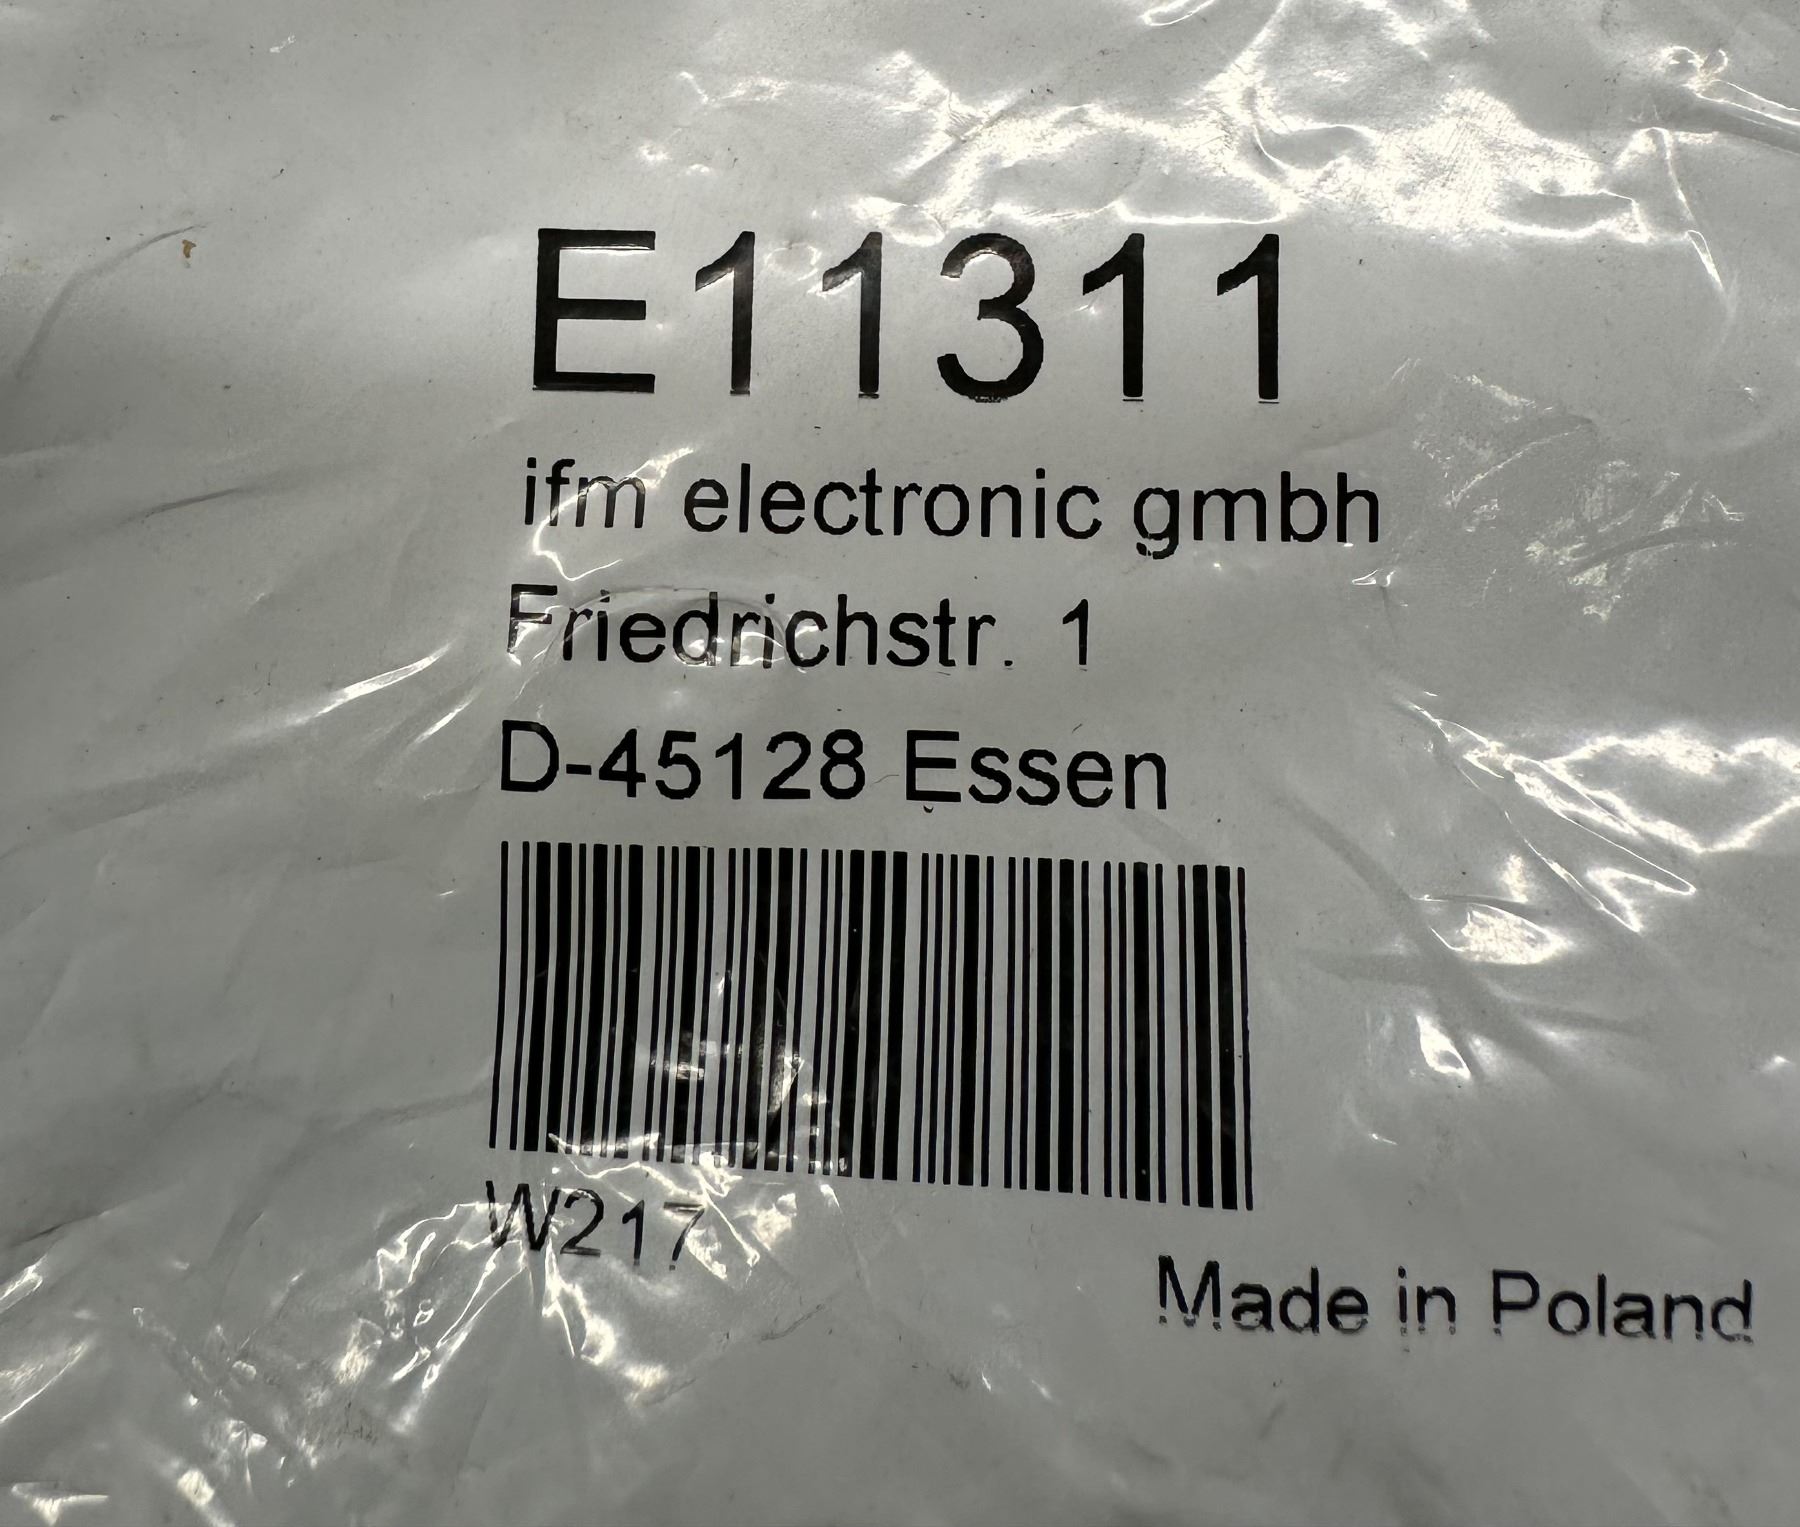 E11311
ifm electronic gmbh
Friedrichstr. 1
D-45128 Essen
W217
Made in Poland